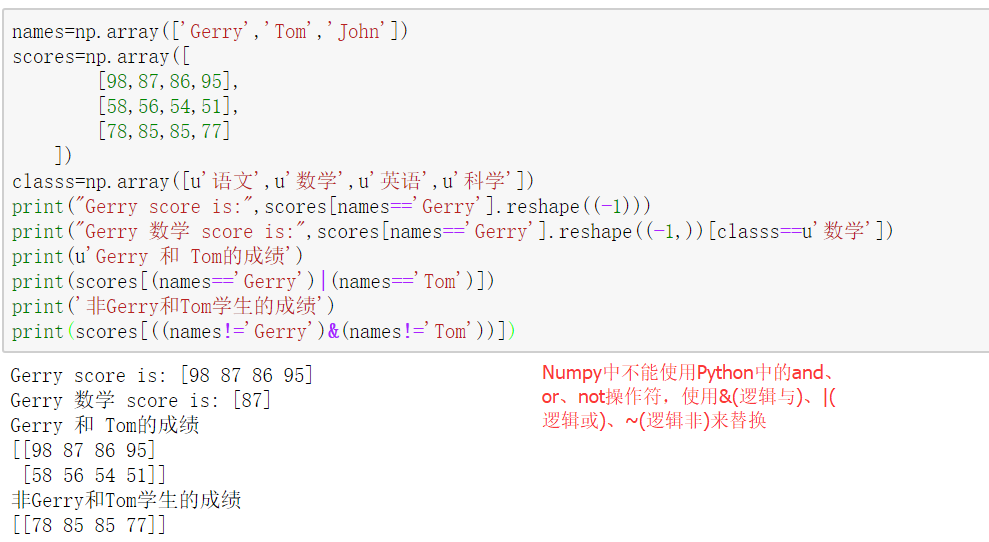 names=np.array(['Gerry','Tom','John'])
scores=np.array([
        [98,87,86,95],
        [58,56,54,51],
        [78,85,85,77]
    ])
classs=np.array([u'语文',u'数学',u'英语',u'科学'])
print("Gerry score is:",scores[names=='Gerry'].reshape((-1)))
print("Gerry 数学 score is:",scores[names=='Gerry'].reshape((-1,))[classs==u'数学'])
print(u'Gerry 和 Tom的成绩')
print(scores[(names=='Gerry')|(names=='Tom')])
print('非Gerry和Tom学生的成绩')
print(scores[((names!='Gerry')&(names!='Tom'))])
Gerry score is: [98 87 86 95]
Gerry 数学 score is: [87]
Gerry 和 Tom的成绩
[[98 87 86 95]
 [58 56 54 51]]
非Gerry和Tom学生的成绩
[[78 85 85 77]]
Numpy中不能使用Python中的and、
or、not操作符，使用&(逻辑与)、|(
逻辑或)、~(逻辑非)来替换